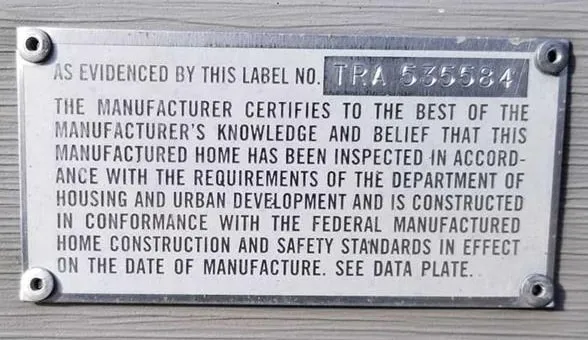 AS EVIDENCED BY THIS LABEL NO. TRA 535584
THE MANUFACTURER CERTIFIES TO THE BEST OF THE
MANUFACTURER'S KNOWLEDGE AND BELIEF THAT THIS
MANUFACTURED HOME HAS BEEN INSPECTED IN ACCORD-
ANCE WITH THE REQUIREMENTS OF THE DEPARTMENT OF
HOUSING AND URBAN DEVELOPMENT AND IS CONSTRUCTED
IN CONFORMANCE WITH THE FEDERAL MANUFACTURED
HOME CONSTRUCTION AND SAFETY STANDARDS IN EFFECT
ON THE DATE OF MANUFACTURE. SEE DATA PLATE.